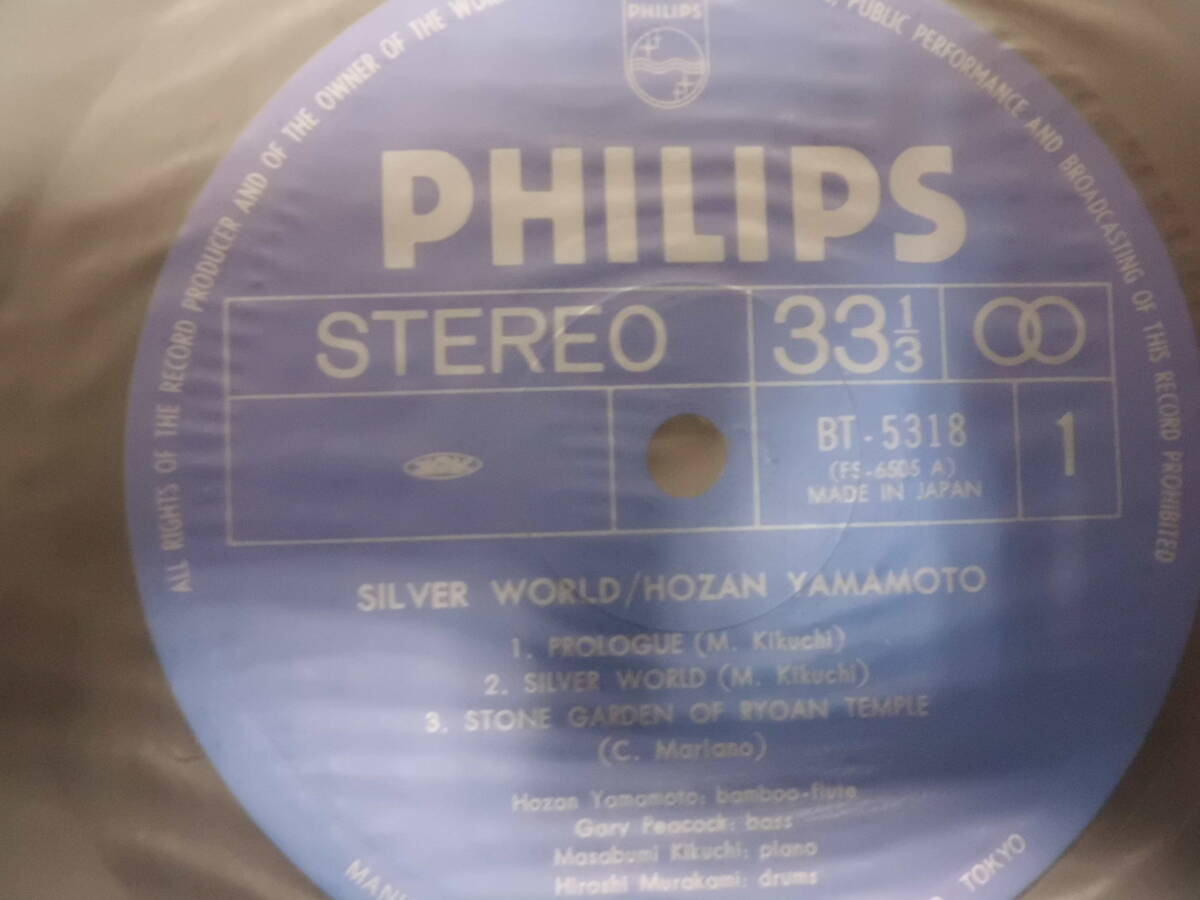 PHILIPS
ALL RIGHTS OF THE RECORD PRODUCER AND OF THE OWNER OF THE
PUBLIC PERFORMANCE AND BROADCASTING OF THIS RECORD PROHIBITED
PHILIPS
STEREO
33 1/3
BT-5318
1
(FS-6505 A)
MADE IN JAPAN
SILVER WORLD/HOZAN YAMAMOTO
1. PROLOGUE (M. Kikuchi)
2. SILVER WORLD (M. Kikuchi)
3. STONE GARDEN OF RYOAN TEMPLE
(C. Mariano)
Hozan Yamamoto: bamboo-flute
Gary Peacock: bass
Masabumi Kikuchi: piano
Hiroshi Murakami: drums
TOKYO